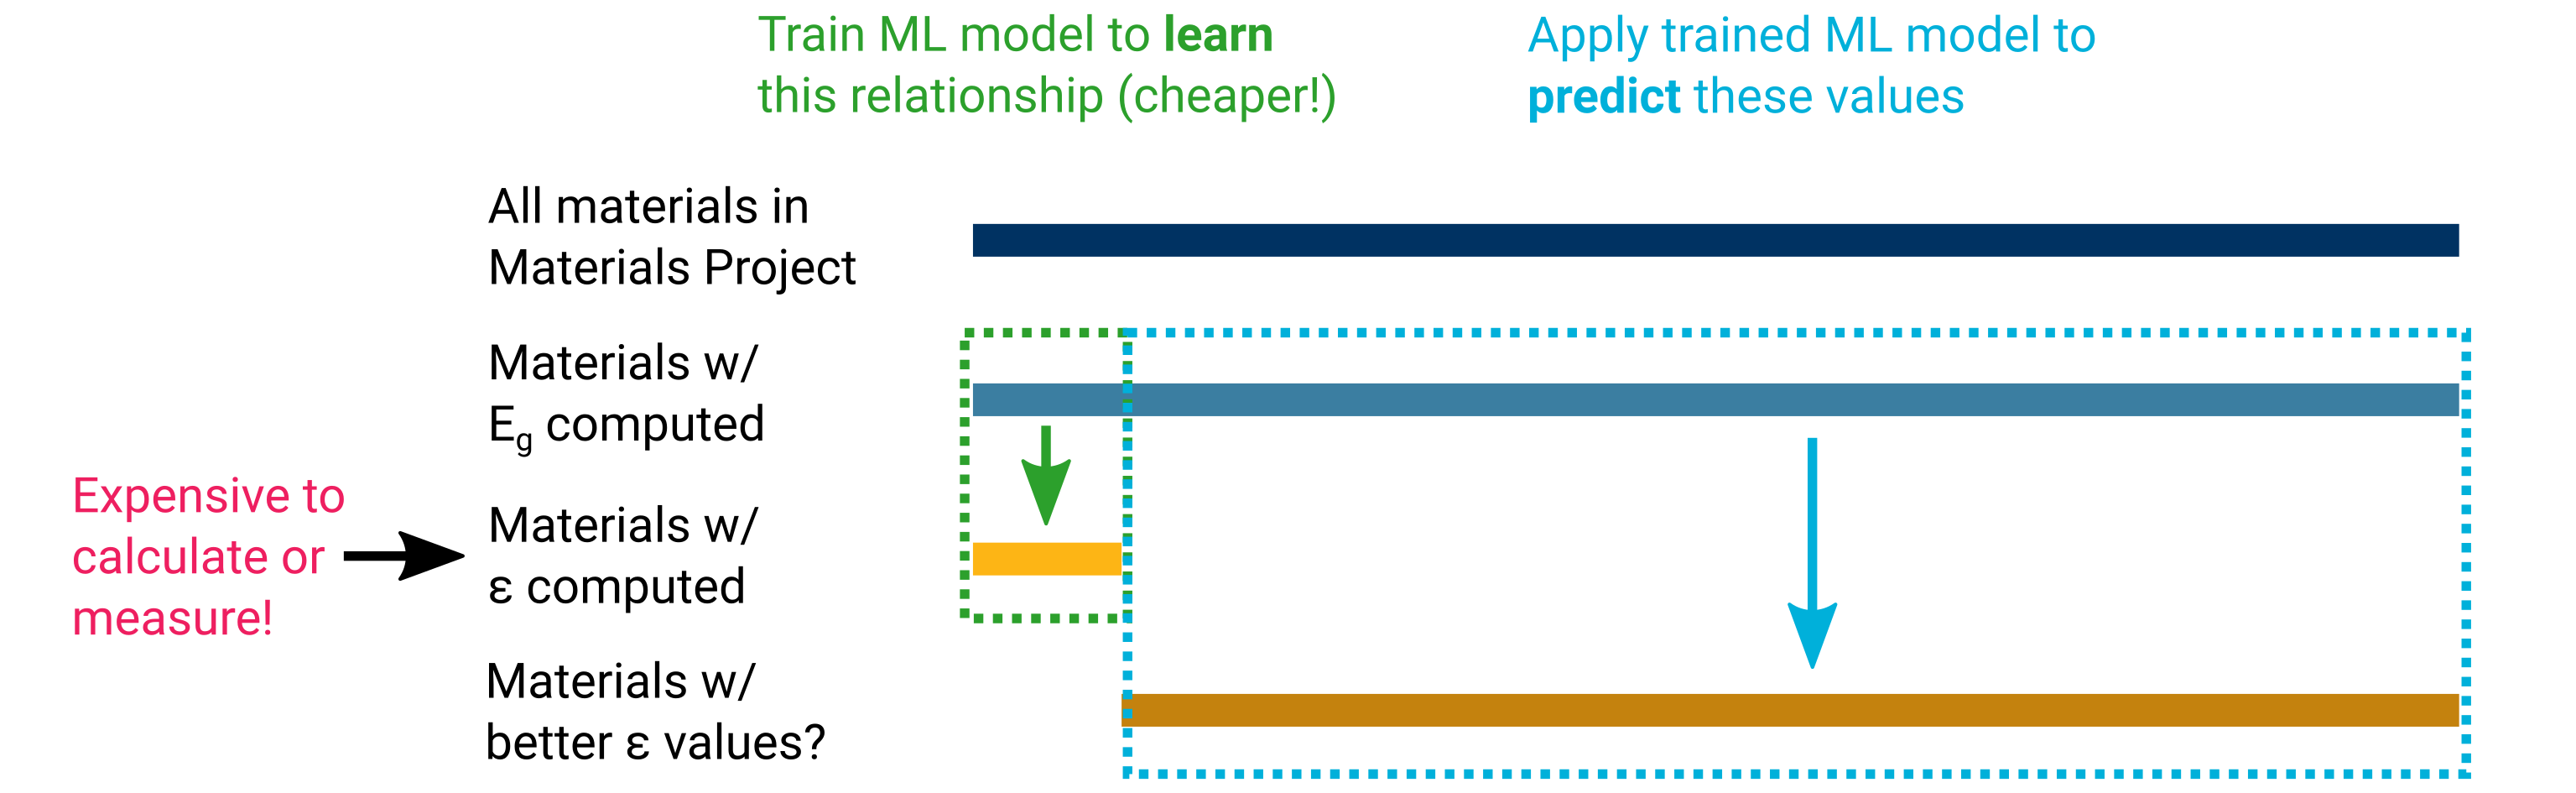 Train ML model to learn
this relationship (cheaper!)
Apply trained ML model to
predict these values
All materials in
Materials Project
Materials w/
Eg computed
Expensive to
calculate or
measure!
Materials w/
ε computed
Materials w/
better ε values?